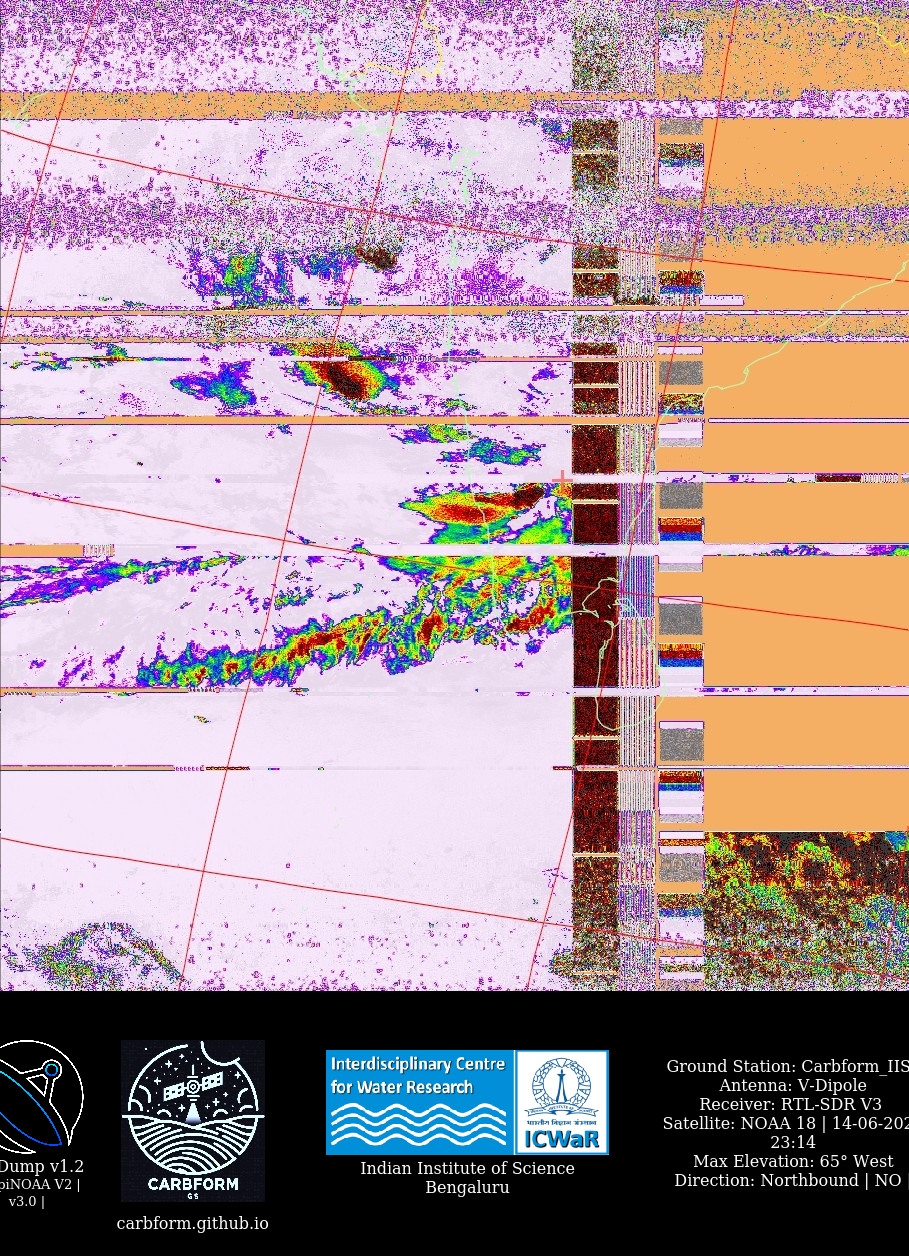 Dump v1.2
piNOAA V2 |
v3.0 |
CARBFORM
GS
carbform.github.io
Interdisciplinary Centre
for Water Research
भारतीय विज्ञान संस्थान
ICWaR
Indian Institute of Science
Bengaluru
Ground Station: Carbform_IIS
Antenna: V-Dipole
Receiver: RTL-SDR V3
Satellite: NOAA 18 | 14-06-202
23:14
Max Elevation: 65° West
Direction: Northbound | NO |